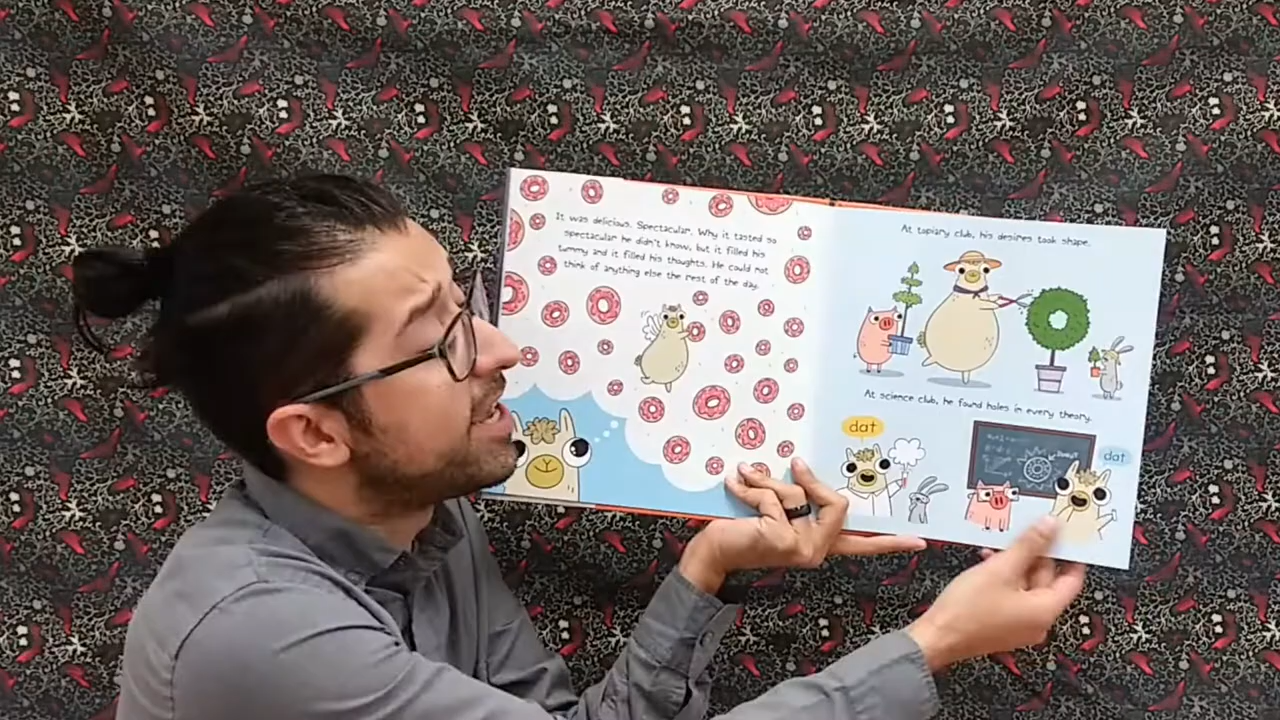 It was delicious. Spectacular. Why it tasted so
spectacular he didn't know, but it filled his
tummy and it filled his thoughts. He could not
think of anything else the rest of the day.
At topiary club, his desires took shape.
At science club, he found holes in every theory.
dat
dat